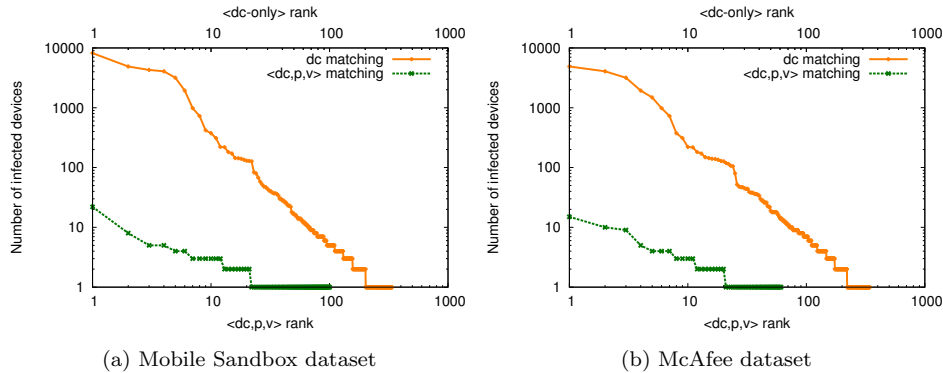 <dc-only> rank
1 10 100 1000
10000
1000
100
10
1
Number of infected devices
dc matching
<dc,p,v> matching
1 10 100 1000
<dc,p,v> rank
(a) Mobile Sandbox dataset
<dc-only> rank
1 10 100 1000
10000
1000
100
10
1
Number of infected devices
dc matching
<dc,p,v> matching
1 10 100 1000
<dc,p,v> rank
(b) McAfee dataset